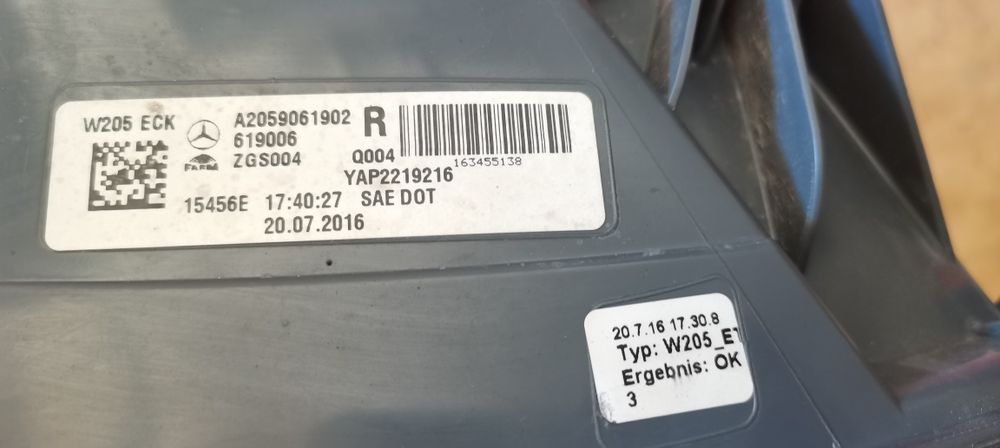 W205 ECK
A2059061902 R
619006
ZGS004 Q004
163455138
YAP2219216
15456E 17:40:27 SAE DOT
20.07.2016
20.7.16 17.30.8
Typ: W205_ET
Ergebnis: OK
3